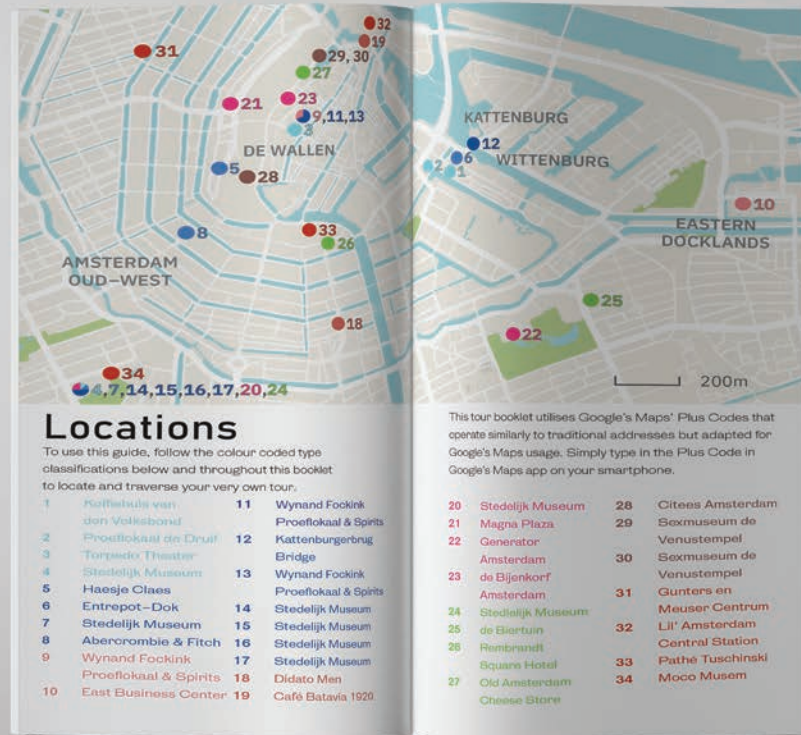 32
19
31
29, 30
27
21
23
9,11,13
3
DE WALLEN
5
28
8
33
26
AMSTERDAM
OUD-WEST
18
34
4,7,14,15,16,17,20,24
KATTENBURG
12
6
WITTENBURG
2
1
10
EASTERN
DOCKLANDS
25
22
200m
Locations
To use this guide, follow the colour coded type
classifications below and throughout this booklet
to locate and traverse your very own tour.
1 Koffiehuis van
den Volksbond
2 Proeflokaal de Druif
3 Torpedo Theater
4 Stedelijk Museum
5 Haesje Claes
6 Entrepot-Dok
7 Stedelijk Museum
8 Abercrombie & Fitch
9 Wynand Fockink
Proeflokaal & Spirits
10 East Business Center
11 Wynand Fockink
Proeflokaal & Spirits
12 Kattenburgerbrug
Bridge
13 Wynand Fockink
Proeflokaal & Spirits
14 Stedelijk Museum
15 Stedelijk Museum
16 Stedelijk Museum
17 Stedelijk Museum
18 Didato Men
19 Café Batavia 1920
This tour booklet utilises Google's Maps' Plus Codes that
operate similarly to traditional addresses but adapted for
Google's Maps usage. Simply type in the Plus Code in
Google's Maps app on your smartphone.
20 Stedelijk Museum
21 Magna Plaza
22 Generator
Amsterdam
23 de Bijenkorf
Amsterdam
24 Stedlelijk Museum
25 de Biertuin
26 Rembrandt
Square Hotel
27 Old Amsterdam
Cheese Store
28 Citees Amsterdam
29 Sexmuseum de
Venustempel
30 Sexmuseum de
Venustempel
31 Gunters en
Meuser Centrum
32 Lil' Amsterdam
Central Station
33 Pathé Tuschinski
34 Moco Musem